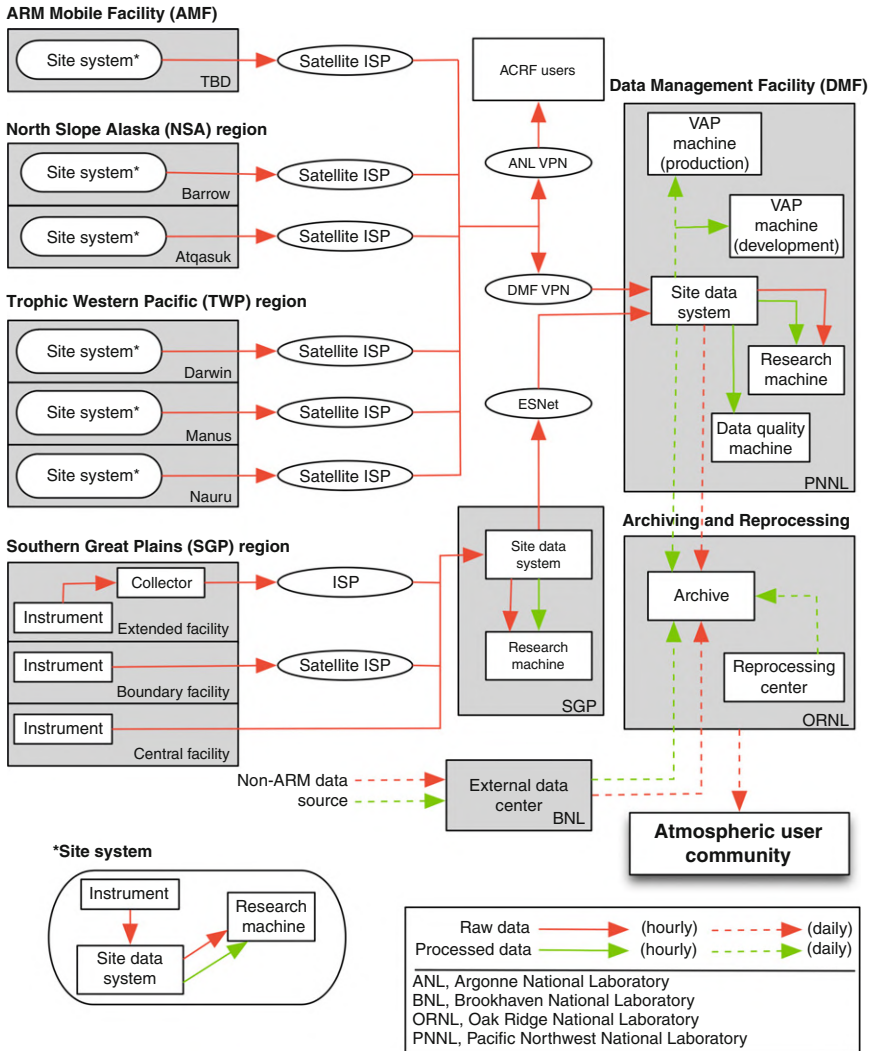 ARM Mobile Facility (AMF)
Site system*
TBD
Satellite ISP
North Slope Alaska (NSA) region
Site system*
Barrow
Satellite ISP
Site system*
Atqasuk
Satellite ISP
Trophic Western Pacific (TWP) region
Site system*
Darwin
Satellite ISP
Site system*
Manus
Satellite ISP
Site system*
Nauru
Satellite ISP
Southern Great Plains (SGP) region
Collector
Instrument
Extended facility
ISP
Instrument
Boundary facility
Satellite ISP
Instrument
Central facility
ACRF users
ANL VPN
DMF VPN
ESNet
Site data
system
Research
machine
SGP
Data Management Facility (DMF)
VAP
machine
(production)
VAP
machine
(development)
Site data
system
Research
machine
Data quality
machine
PNNL
Archiving and Reprocessing
Archive
Reprocessing
center
ORNL
Non-ARM data
source
External data
center
BNL
Atmospheric user
community
*Site system
Instrument
Research
machine
Site data
system
Raw data (hourly) (daily)
Processed data (hourly) (daily)
ANL, Argonne National Laboratory
BNL, Brookhaven National Laboratory
ORNL, Oak Ridge National Laboratory
PNNL, Pacific Northwest National Laboratory